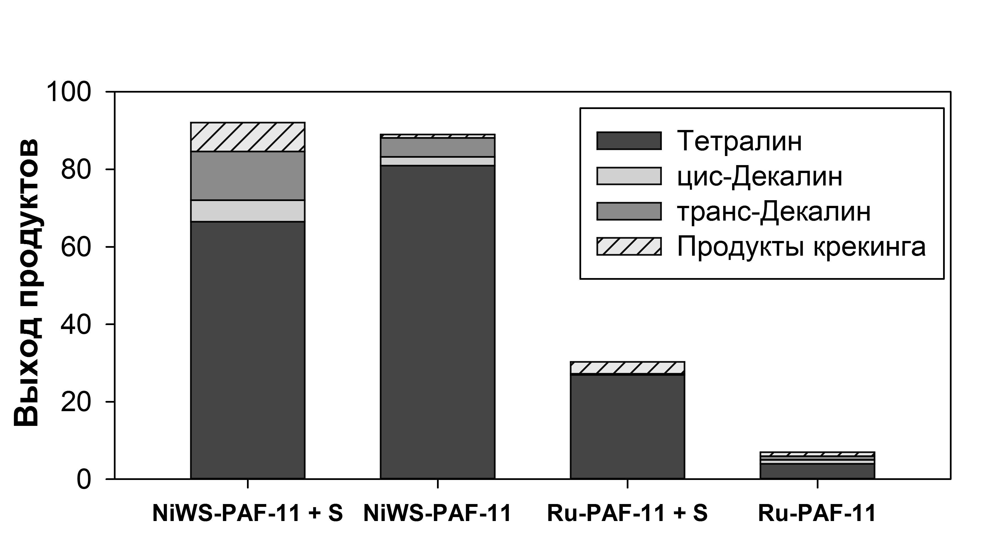 Выход продуктов
100
80
60
40
20
0
Тетралин
цис-Декалин
транс-Декалин
Продукты крекинга
NiWS-PAF-11 + S
NiWS-PAF-11
Ru-PAF-11 + S
Ru-PAF-11